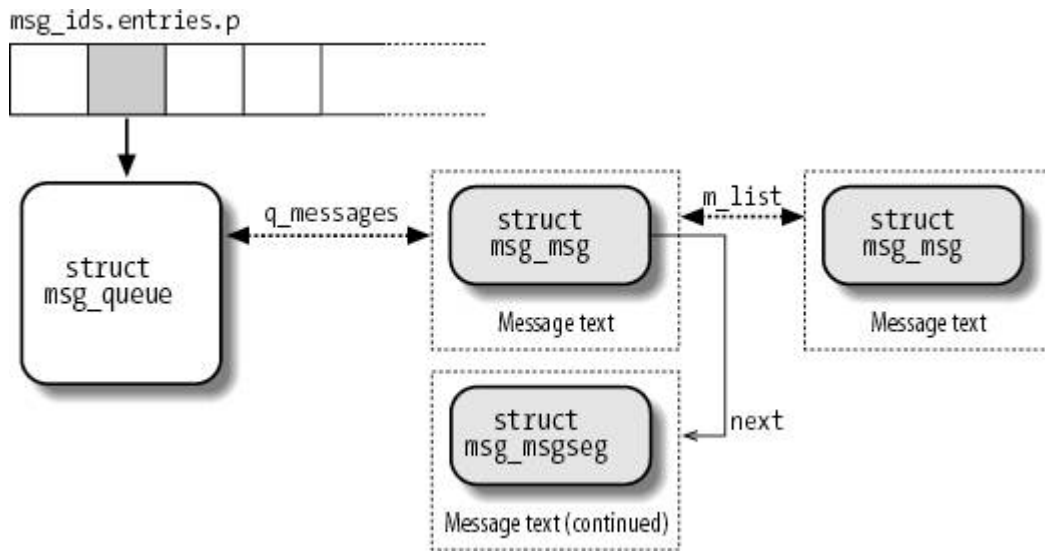 msg_ids.entries.p
q_messages
m_list
struct
msg_queue
struct
msg_msg
Message text
struct
msg_msg
Message text
next
struct
msg_msgseg
Message text (continued)